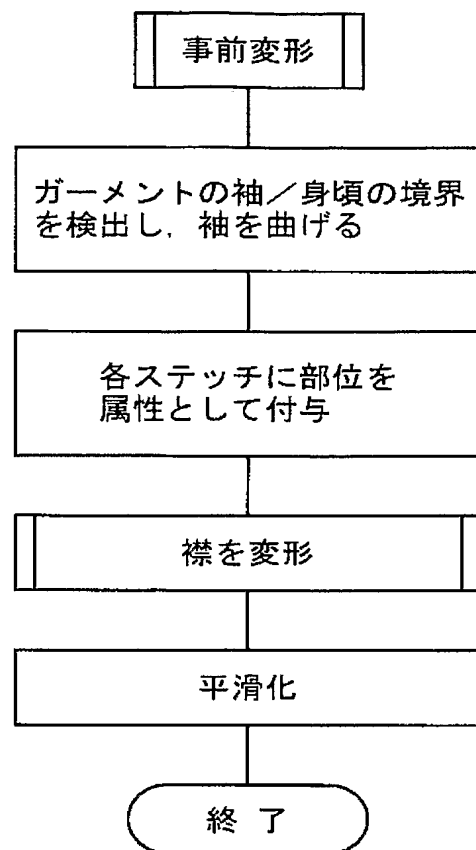 事前変形
ガーメントの袖／身頃の境界
を検出し，袖を曲げる
各ステッチに部位を
属性として付与
襟を変形
平滑化
終了